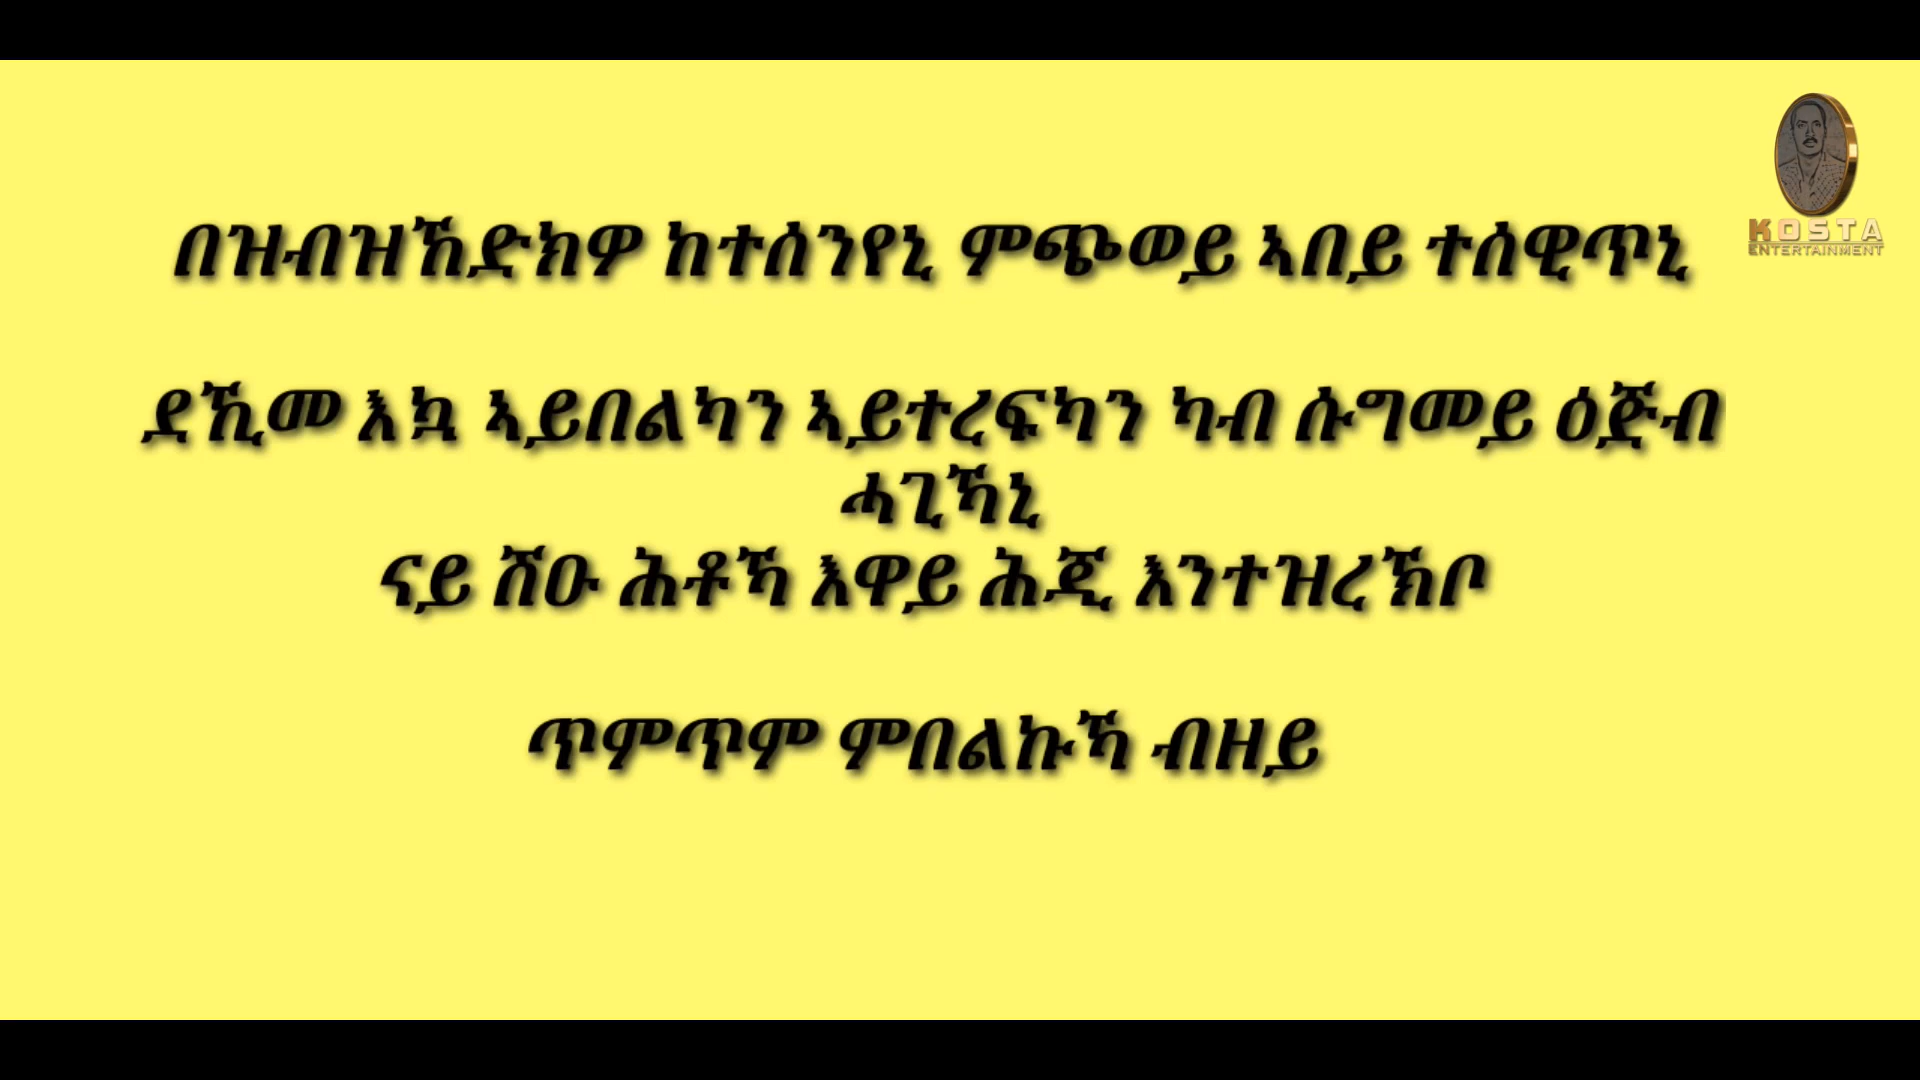 በዝብዝኸድክዎ ከተሰንየኒ ምጭወይ ኣበይ ተሰዊጥኒ
KOSTA
ENTERTAINMENT
ደኺመ እኳ ኣይበልካን ኣይተረፍካን ካብ ሱግመይ ዕጅብ
ሓጊኻኒ
ናይ ሸዑ ሕቶኻ እዋይ ሕጂ እንተዝረኽቦ
ጥምጥም ምበልኩኻ ብዘይ